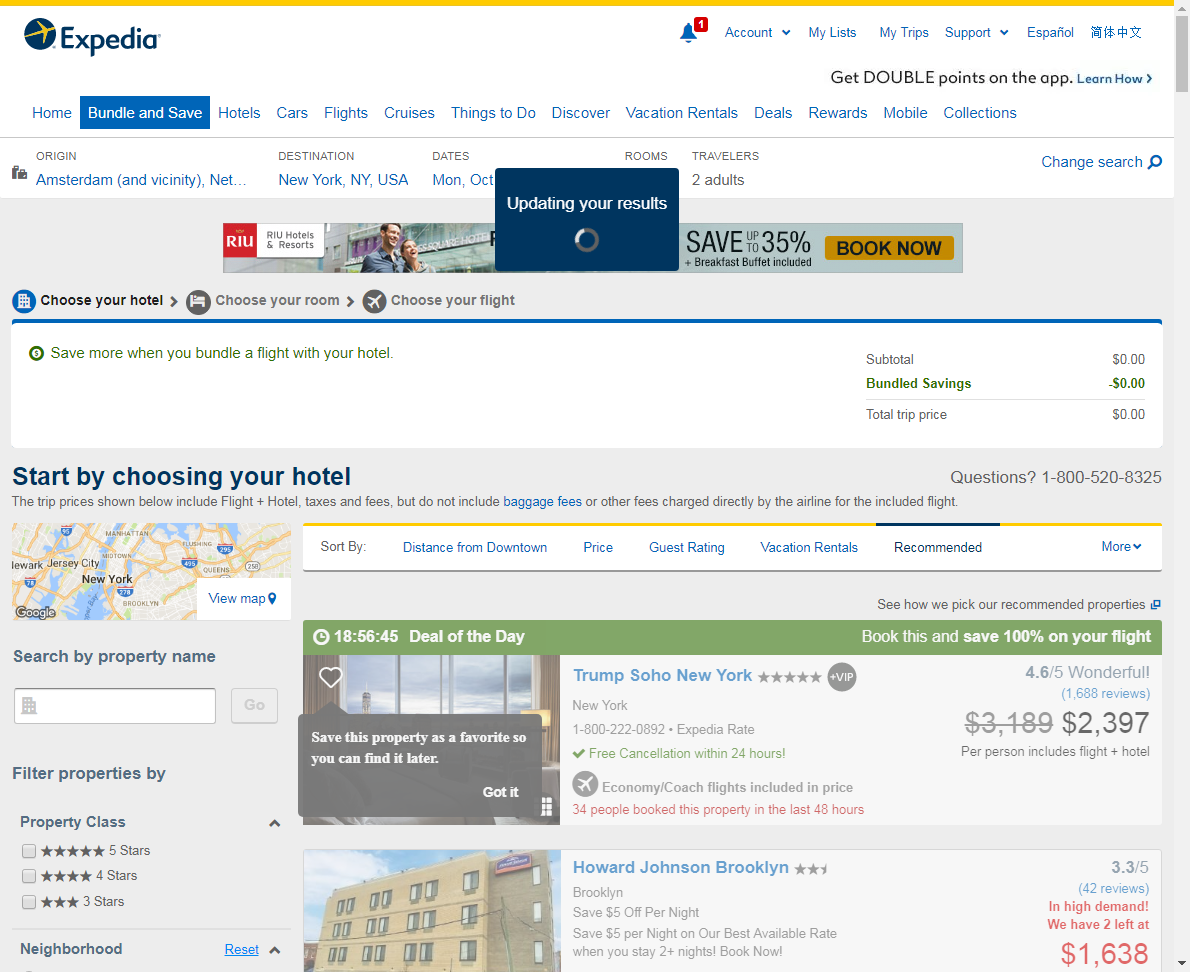 Expedia
1
Account
My Lists
My Trips
Support
Español
简体中文
Get DOUBLE points on the app. Learn How
Home
Bundle and Save
Hotels
Cars
Flights
Cruises
Things to Do
Discover
Vacation Rentals
Deals
Rewards
Mobile
Collections
ORIGIN
DESTINATION
DATES
ROOMS
TRAVELERS
Amsterdam (and vicinity), Net...
New York, NY, USA
Mon, Oct
2 adults
Change search
Updating your results
RIU
RIU Hotels
& Resorts
SAVE UP TO 35%
+ Breakfast Buffet included
BOOK NOW
Choose your hotel
Choose your room
Choose your flight
Save more when you bundle a flight with your hotel.
Subtotal $0.00
Bundled Savings -$0.00
Total trip price $0.00
Start by choosing your hotel
Questions? 1-800-520-8325
The trip prices shown below include Flight + Hotel, taxes and fees, but do not include baggage fees or other fees charged directly by the airline for the included flight.
MANHATTAN
FLUSHING
95
295
MIDTOWN
495
QUEENS
258
ewark
Jersey City
78
New York
278
BROOKLYN
Google
View map
Sort By:
Distance from Downtown
Price
Guest Rating
Vacation Rentals
Recommended
More
See how we pick our recommended properties
Search by property name
Go
Filter properties by
Property Class
5 Stars
4 Stars
3 Stars
Neighborhood
Reset
18:56:45 Deal of the Day
Book this and save 100% on your flight
Save this property as a favorite so
you can find it later.
Got it
Trump Soho New York
+VIP
New York
1-800-222-0892 • Expedia Rate
Free Cancellation within 24 hours!
Economy/Coach flights included in price
34 people booked this property in the last 48 hours
4.6/5 Wonderful!
(1,688 reviews)
$3,189 $2,397
Per person includes flight + hotel
Howard Johnson Brooklyn
Brooklyn
Save $5 Off Per Night
Save $5 per Night on Our Best Available Rate
when you stay 2+ nights! Book Now!
3.3/5
(42 reviews)
In high demand!
We have 2 left at
$1,638